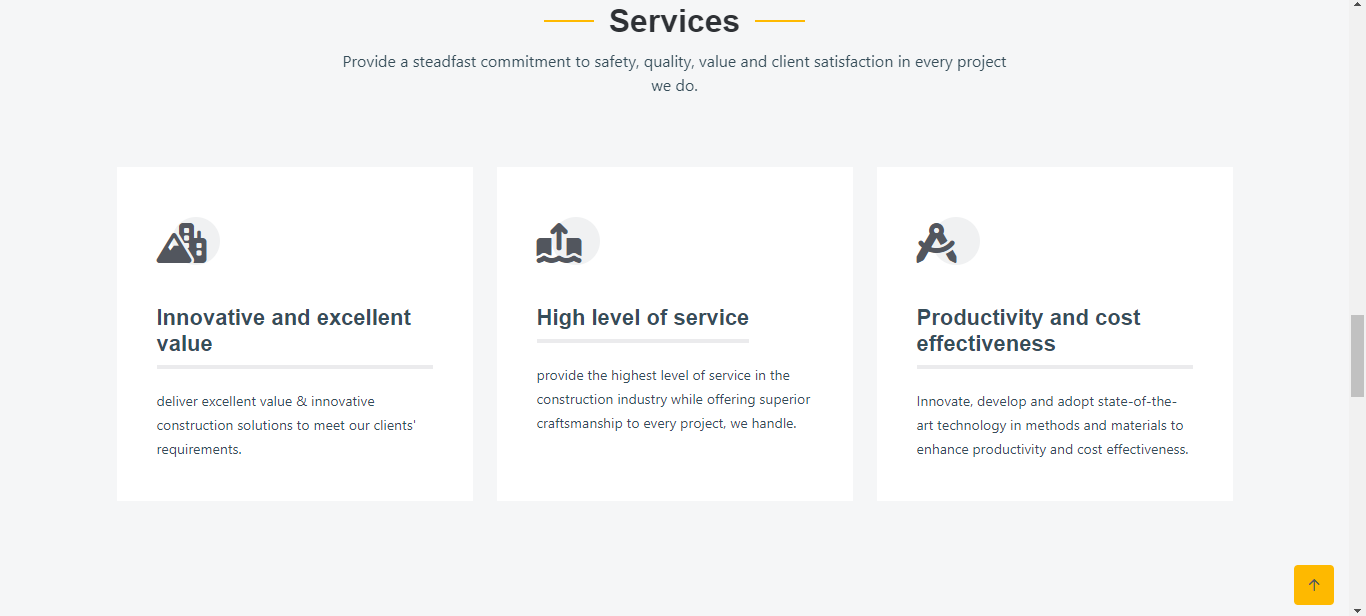 Services
Provide a steadfast commitment to safety, quality, value and client satisfaction in every project
we do.
Innovative and excellent
value
deliver excellent value & innovative
construction solutions to meet our clients'
requirements.
High level of service
provide the highest level of service in the
construction industry while offering superior
craftsmanship to every project, we handle.
Productivity and cost
effectiveness
Innovate, develop and adopt state-of-the-
art technology in methods and materials to
enhance productivity and cost effectiveness.